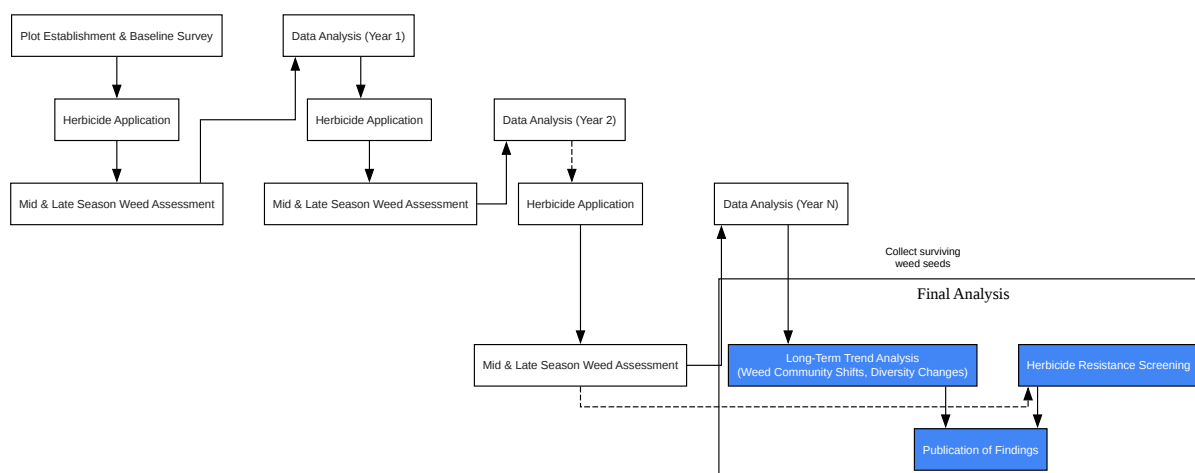 Plot Establishment & Baseline Survey
Data Analysis (Year 1)
Herbicide Application
Herbicide Application
Data Analysis (Year 2)
Mid & Late Season Weed Assessment
Mid & Late Season Weed Assessment
Herbicide Application
Data Analysis (Year N)
Collect surviving
weed seeds
Final Analysis
Mid & Late Season Weed Assessment
Long-Term Trend Analysis
(Weed Community Shifts, Diversity Changes)
Herbicide Resistance Screening
Publication of Findings